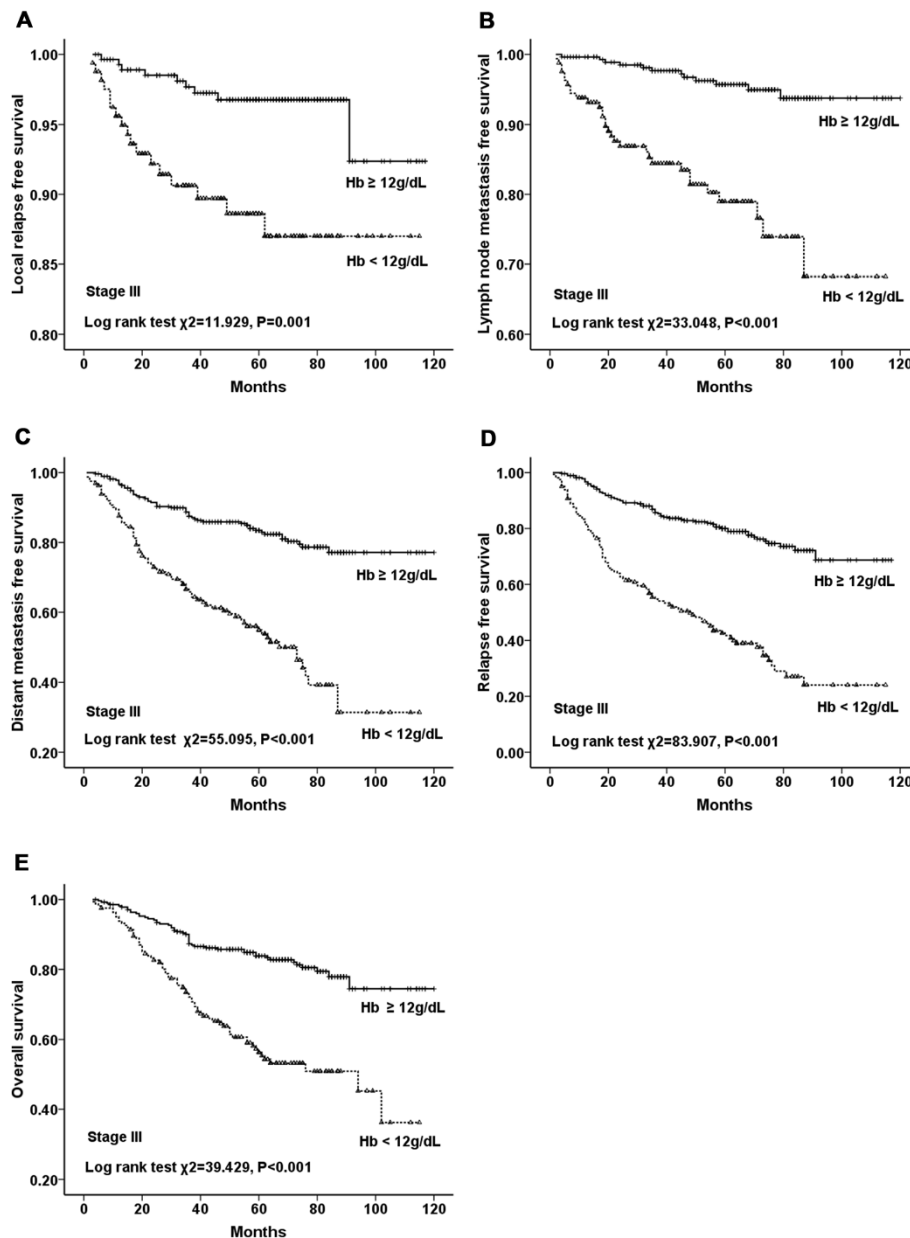 A
Local relapse free survival
1.00
0.95
0.90
0.85
0.80
Hb ≥ 12g/dL
Hb < 12g/dL
Stage III
Log rank test χ2=11.929, P=0.001
0 20 40 60 80 100 120
Months
B
Lymph node metastasis free survival
1.00
0.90
0.80
0.70
0.60
Hb ≥ 12g/dL
Hb < 12g/dL
Stage III
Log rank test χ2=33.048, P<0.001
0 20 40 60 80 100 120
Months
C
Distant metastasis free survival
1.00
0.80
0.60
0.40
0.20
Hb ≥ 12g/dL
Hb < 12g/dL
Stage III
Log rank test χ2=55.095, P<0.001
0 20 40 60 80 100 120
Months
D
Relapse free survival
1.00
0.80
0.60
0.40
0.20
0.00
Hb ≥ 12g/dL
Hb < 12g/dL
Stage III
Log rank test χ2=83.907, P<0.001
0 20 40 60 80 100 120
Months
E
Overall survival
1.00
0.80
0.60
0.40
0.20
Hb ≥ 12g/dL
Hb < 12g/dL
Stage III
Log rank test χ2=39.429, P<0.001
0 20 40 60 80 100 120
Months